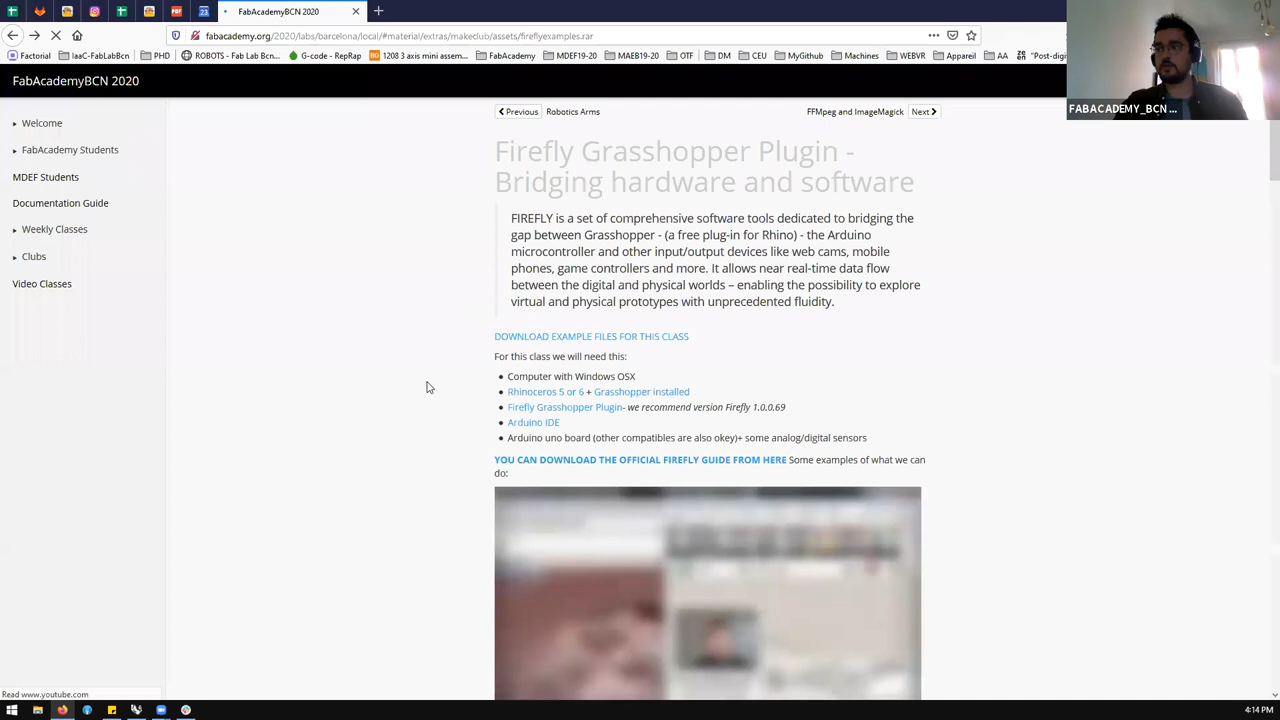 FabAcademyBCN 2020
fabacademy.org/2020/labs/barcelona/local/#material/extras/makeclub/assets/fireflyexamples.rar
Factorial IaaC-FabLabBcn PHD ROBOTS - Fab Lab Bcn... G-code - RepRap 1208 3 axis mini assem... FabAcademy MDEF19-20 MAEB19-20 OTF DM CEU MyGithub Machines WEBVR Appareil AA "Post-digi
FABACADEMY_BCN ...
FabAcademyBCN 2020
Welcome
FabAcademy Students
MDEF Students
Documentation Guide
Weekly Classes
Clubs
Video Classes
Previous Robotics Arms FFMpeg and ImageMagick Next
Firefly Grasshopper Plugin -
Bridging hardware and software
FIREFLY is a set of comprehensive software tools dedicated to bridging the
gap between Grasshopper - (a free plug-in for Rhino) - the Arduino
microcontroller and other input/output devices like web cams, mobile
phones, game controllers and more. It allows near real-time data flow
between the digital and physical worlds – enabling the possibility to explore
virtual and physical prototypes with unprecedented fluidity.
DOWNLOAD EXAMPLE FILES FOR THIS CLASS
For this class we will need this:
Computer with Windows OSX
Rhinoceros 5 or 6 + Grasshopper installed
Firefly Grasshopper Plugin- we recommend version Firefly 1.0.0.69
Arduino IDE
Arduino uno board (other compatibles are also okey)+ some analog/digital sensors
YOU CAN DOWNLOAD THE OFFICIAL FIREFLY GUIDE FROM HERE Some examples of what we can
do:
Read www.youtube.com
4:14 PM